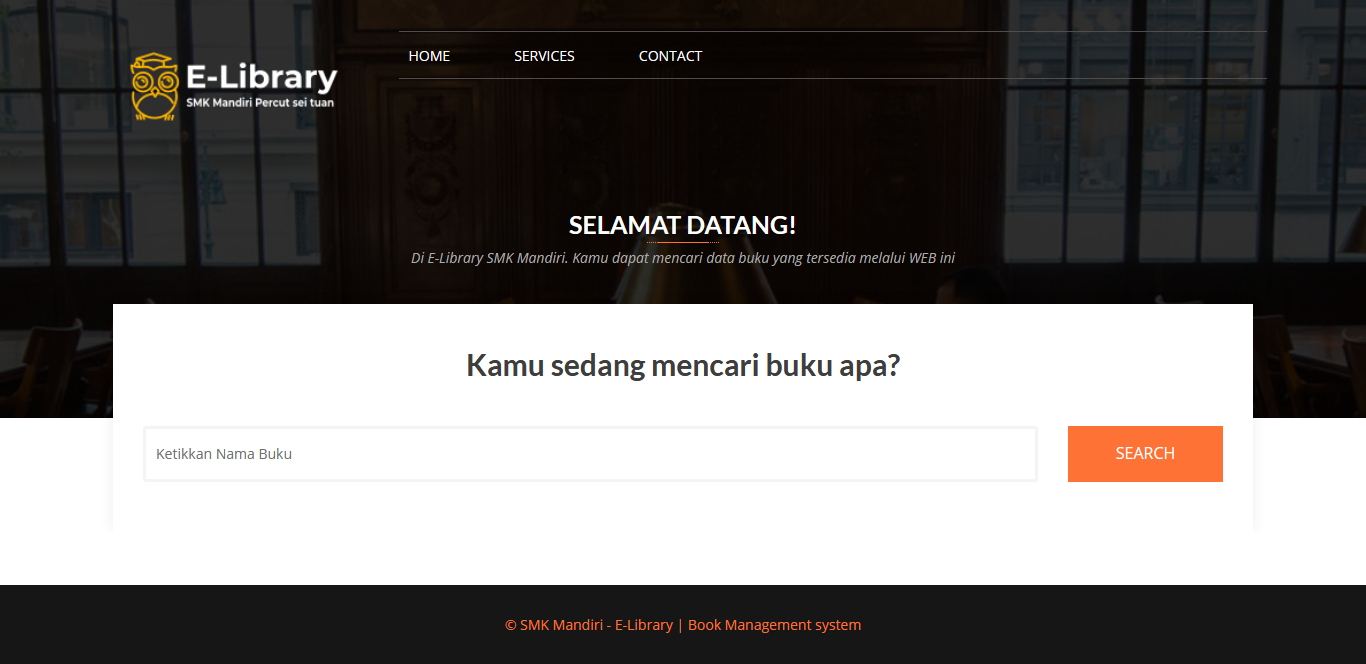 E-Library
SMK Mandiri Percut sei tuan
HOME SERVICES CONTACT
SELAMAT DATANG!
Di E-Library SMK Mandiri. Kamu dapat mencari data buku yang tersedia melalui WEB ini
Kamu sedang mencari buku apa?
Ketikkan Nama Buku
SEARCH
© SMK Mandiri - E-Library | Book Management system